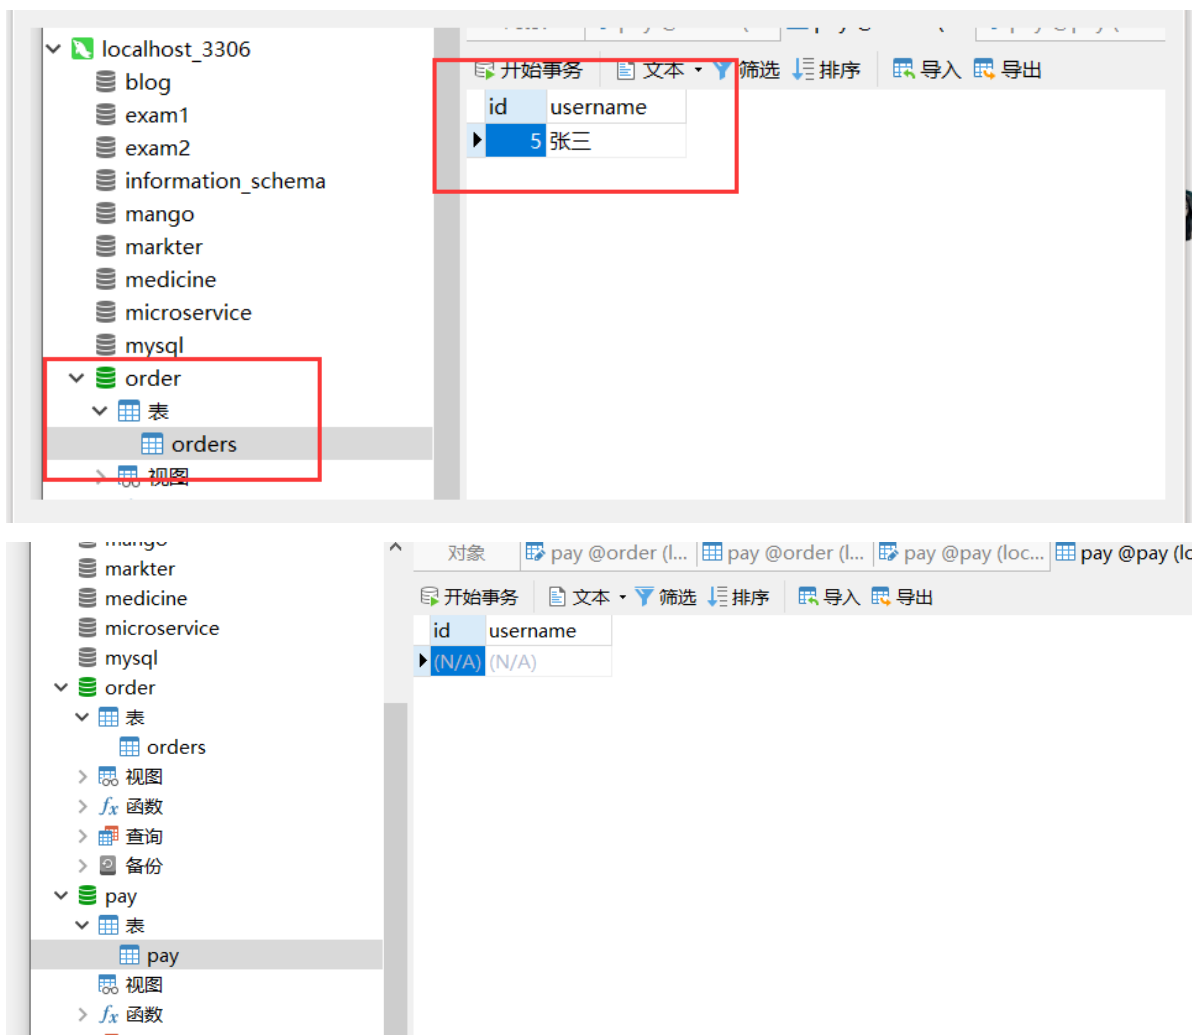 localhost_3306
blog
exam1
exam2
information_schema
mango
markter
medicine
microservice
mysql
order
表
orders
视图
开始事务 文本 筛选 排序 导入 导出
id username
5 张三
mango
markter
medicine
microservice
mysql
order
表
orders
视图
fx 函数
查询
备份
pay
表
pay
视图
fx 函数
对象 pay @order (l... pay @order (l... pay @pay (loc... pay @pay (lo
开始事务 文本 筛选 排序 导入 导出
id username
(N/A) (N/A)